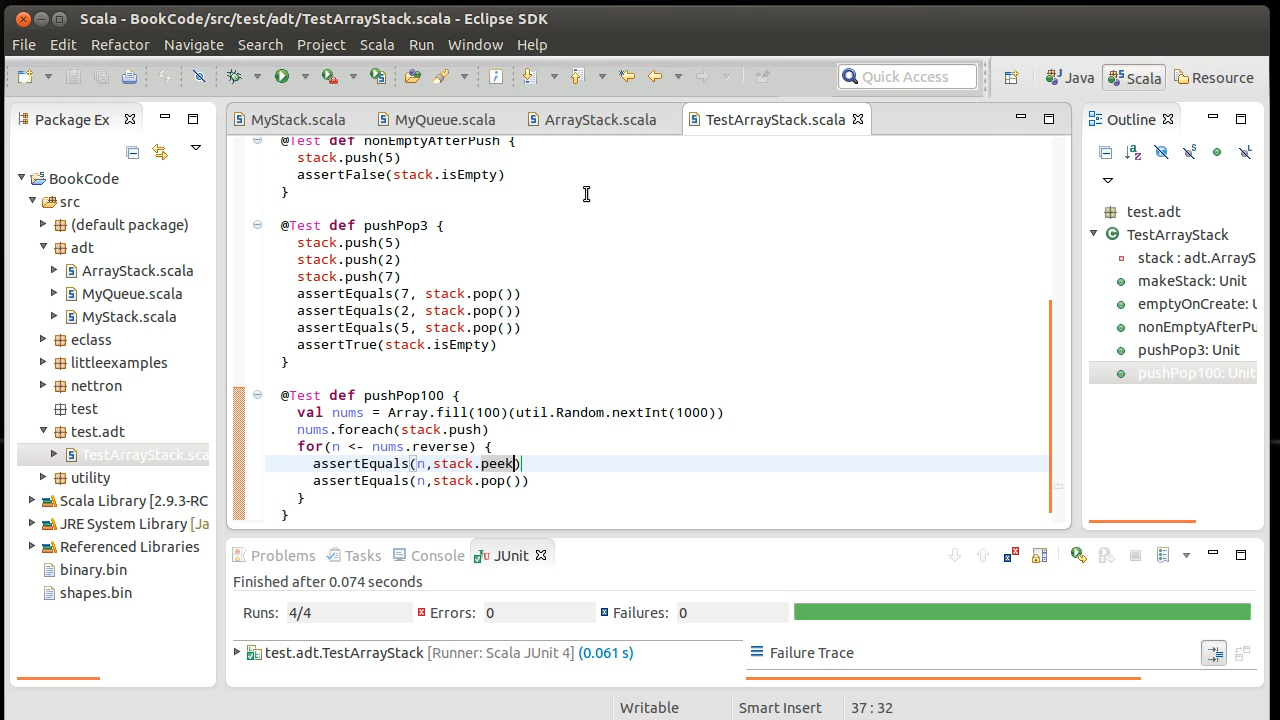 Scala - BookCode/src/test/adt/TestArrayStack.scala - Eclipse SDK
File Edit Refactor Navigate Search Project Scala Run Window Help
Quick Access
Java Scala Resource
Package Ex
BookCode
src
(default package)
adt
ArrayStack.scala
MyQueue.scala
MyStack.scala
eclass
littleexamples
nettron
test
test.adt
TestArrayStack.sca
utility
Scala Library [2.9.3-RC
JRE System Library [Ja
Referenced Libraries
binary.bin
shapes.bin
MyStack.scala MyQueue.scala ArrayStack.scala TestArrayStack.scala
@Test def nonEmptyAfterPush {
stack.push(5)
assertFalse(stack.isEmpty)
}
@Test def pushPop3 {
stack.push(5)
stack.push(2)
stack.push(7)
assertEquals(7, stack.pop())
assertEquals(2, stack.pop())
assertEquals(5, stack.pop())
assertTrue(stack.isEmpty)
}
@Test def pushPop100 {
val nums = Array.fill(100)(util.Random.nextInt(1000))
nums.foreach(stack.push)
for(n <- nums.reverse) {
assertEquals(n,stack.peek)
assertEquals(n,stack.pop())
}
}
Outline
test.adt
TestArrayStack
stack : adt.ArrayS
makeStack: Unit
emptyOnCreate: U
nonEmptyAfterPu
pushPop3: Unit
pushPop100: Unit
Problems Tasks Console JUnit
Finished after 0.074 seconds
Runs: 4/4 Errors: 0 Failures: 0
test.adt.TestArrayStack [Runner: Scala JUnit 4] (0.061 s)
Failure Trace
Writable Smart Insert 37 : 32